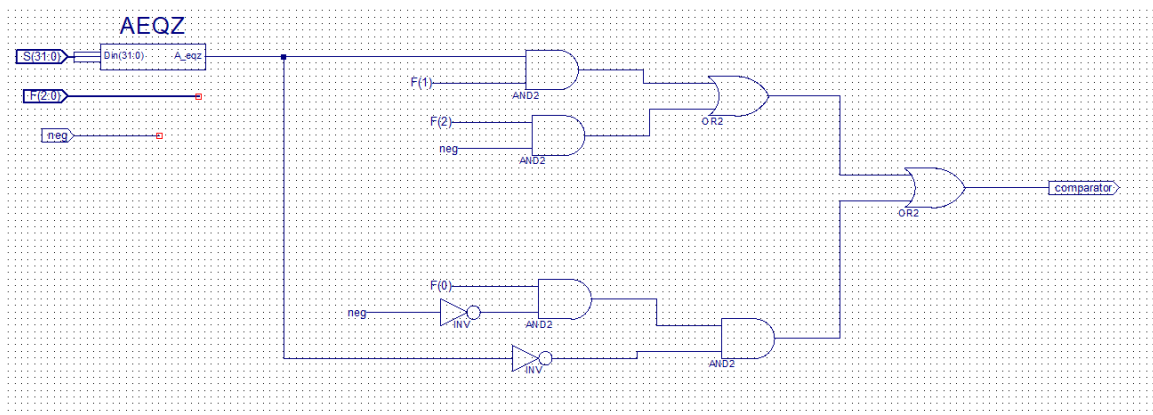 AEQZ
S(31:0)
Din(31:0) A_eqz
F(2:0)
neg
F(1)
AND2
F(2)
neg
AND2
OR2
OR2
comparator
F(0)
neg
INV
AND2
INV
AND2